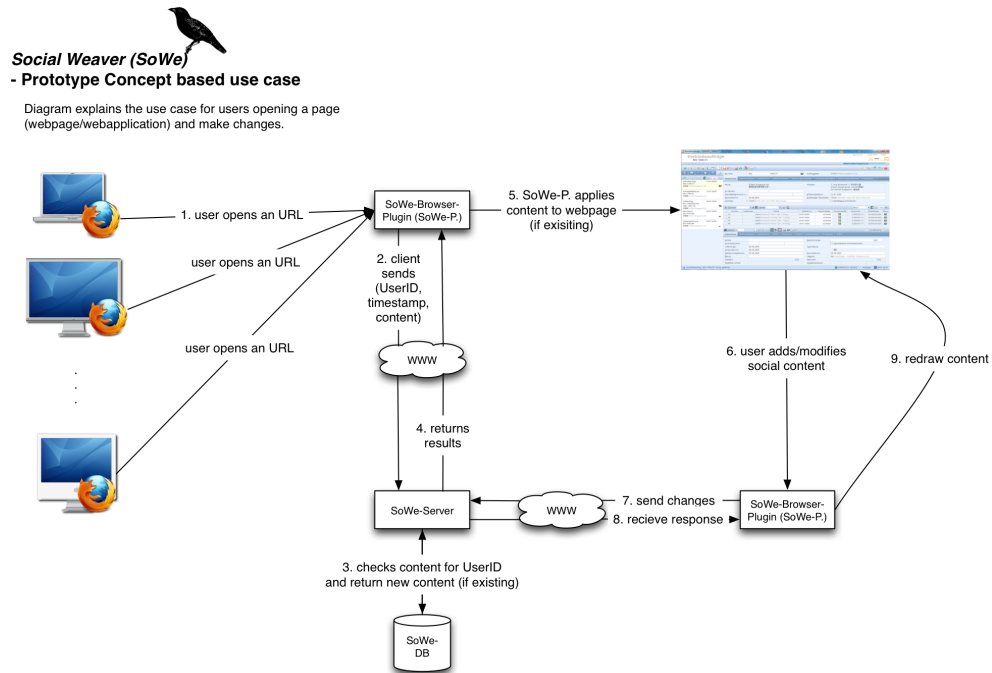 Social Weaver (SoWe)
- Prototype Concept based use case
Diagram explains the use case for users opening a page
(webpage/webapplication) and make changes.
1. user opens an URL
user opens an URL
user opens an URL
.
.
.
SoWe-Browser-
Plugin (SoWe-P.)
5. SoWe-P. applies
content to webpage
(if exisiting)
2. client
sends
(UserID,
timestamp,
content)
WWW
4. returns
results
6. user adds/modifies
social content
9. redraw content
SoWe-Server
WWW
7. send changes
8. recieve response
SoWe-Browser-
Plugin (SoWe-P.)
3. checks content for UserID
and return new content (if existing)
SoWe-
DB